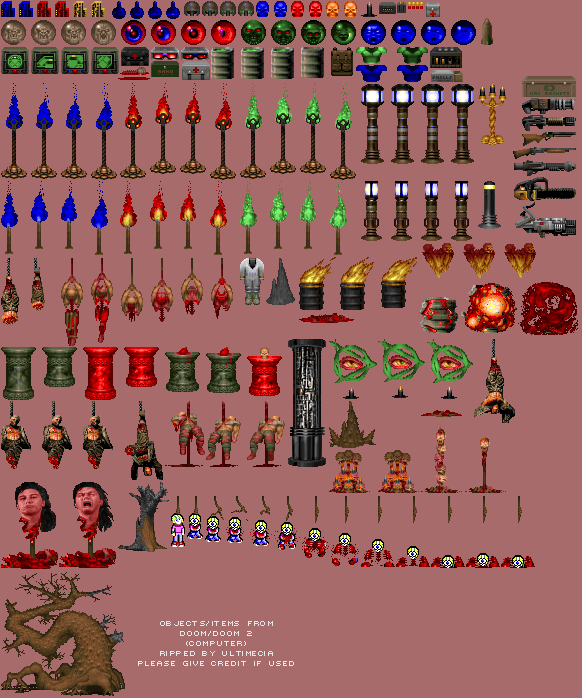 OBJECTS/ITEMS FROM
DOOM/DOOM 2
(COMPUTER)
RIPPED BY ULTIMECIA
PLEASE GIVE CREDIT IF USED